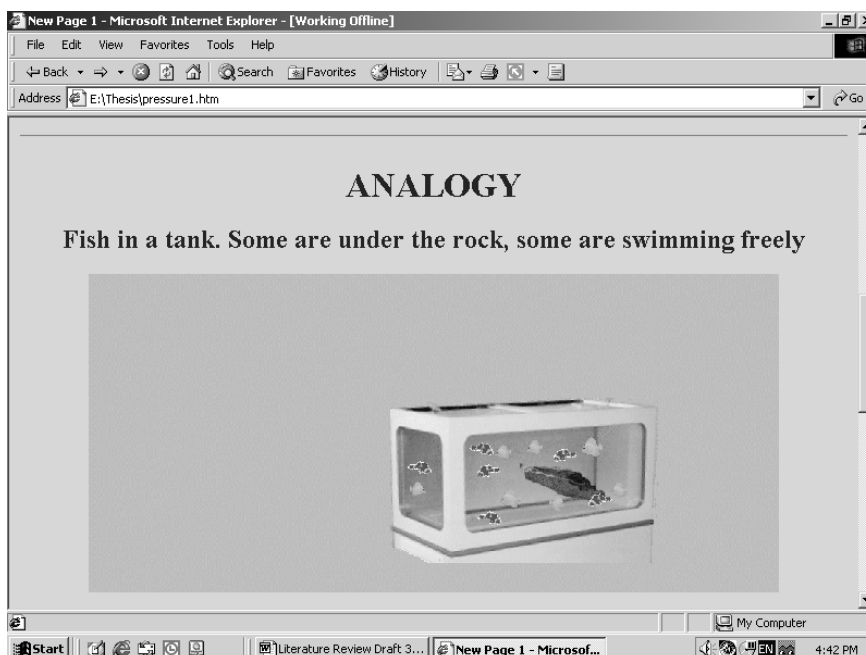 New Page 1 - Microsoft Internet Explorer - [Working Offline]
File Edit View Favorites Tools Help
Back Search Favorites History
Address E:\Thesis\pressure1.htm Go
ANALOGY
Fish in a tank. Some are under the rock, some are swimming freely
My Computer
Start Literature Review Draft 3... New Page 1 - Microsof... EN 4:42 PM